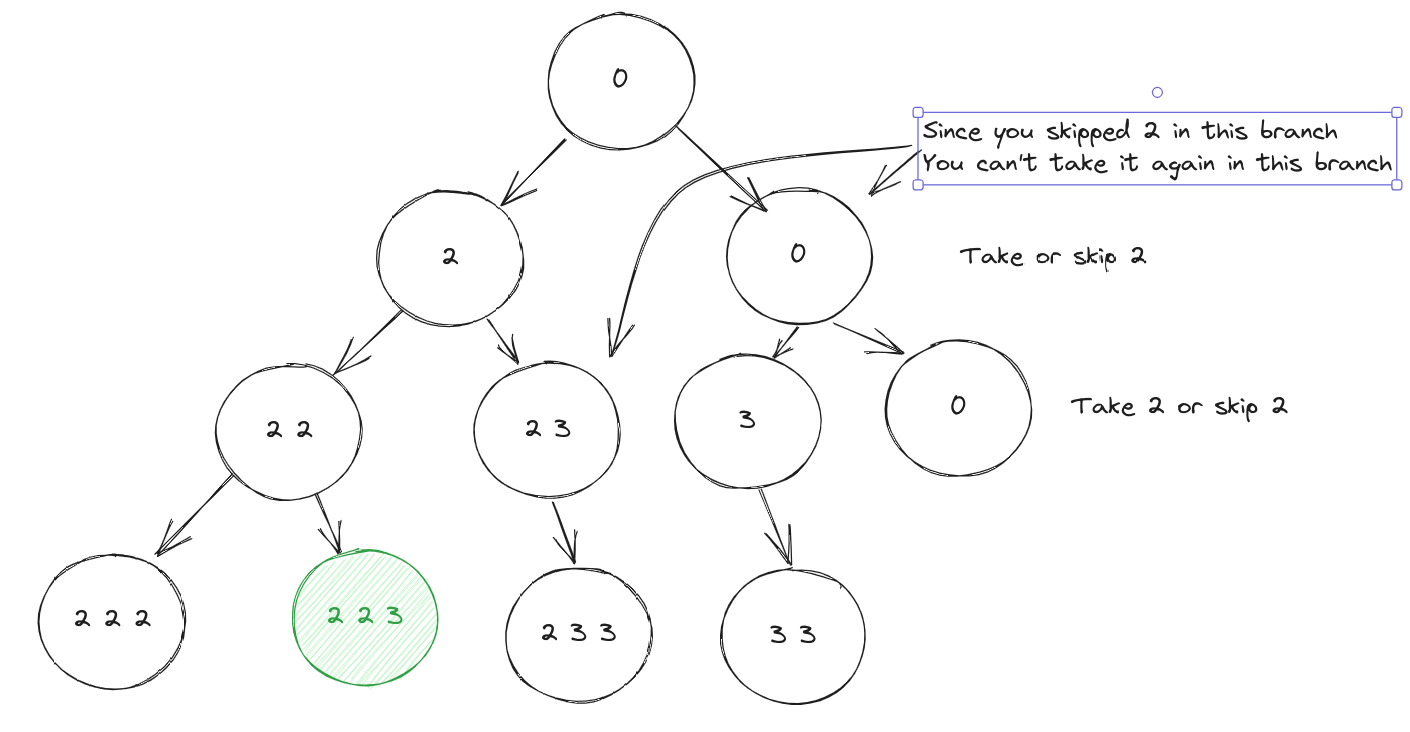 0
Since you skipped 2 in this branch
You can't take it again in this branch
2
0
Take or skip 2
2 2
2 3
3
0
Take 2 or skip 2
2 2 2
2 2 3
2 3 3
3 3